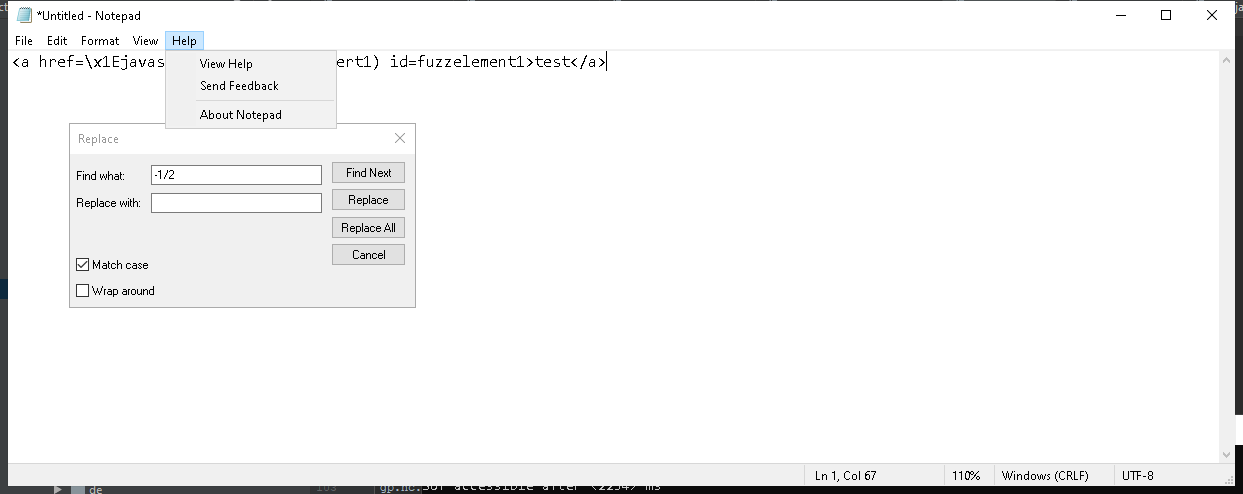 *Untitled - Notepad
File Edit Format View Help
<a href=\x1Ejavas ert1) id=fuzzelement1>test</a>
View Help
Send Feedback
About Notepad
Replace
Find what: -1/2 Find Next
Replace with: Replace
Replace All
Cancel
Match case
Wrap around
Ln 1, Col 67 110% Windows (CRLF) UTF-8
de